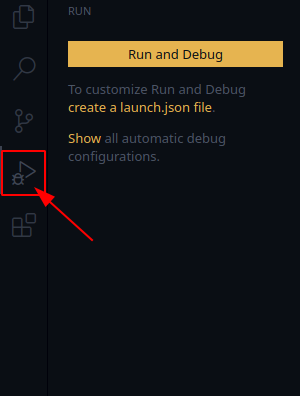 RUN
Run and Debug
To customize Run and Debug
create a launch.json file.
Show all automatic debug
configurations.